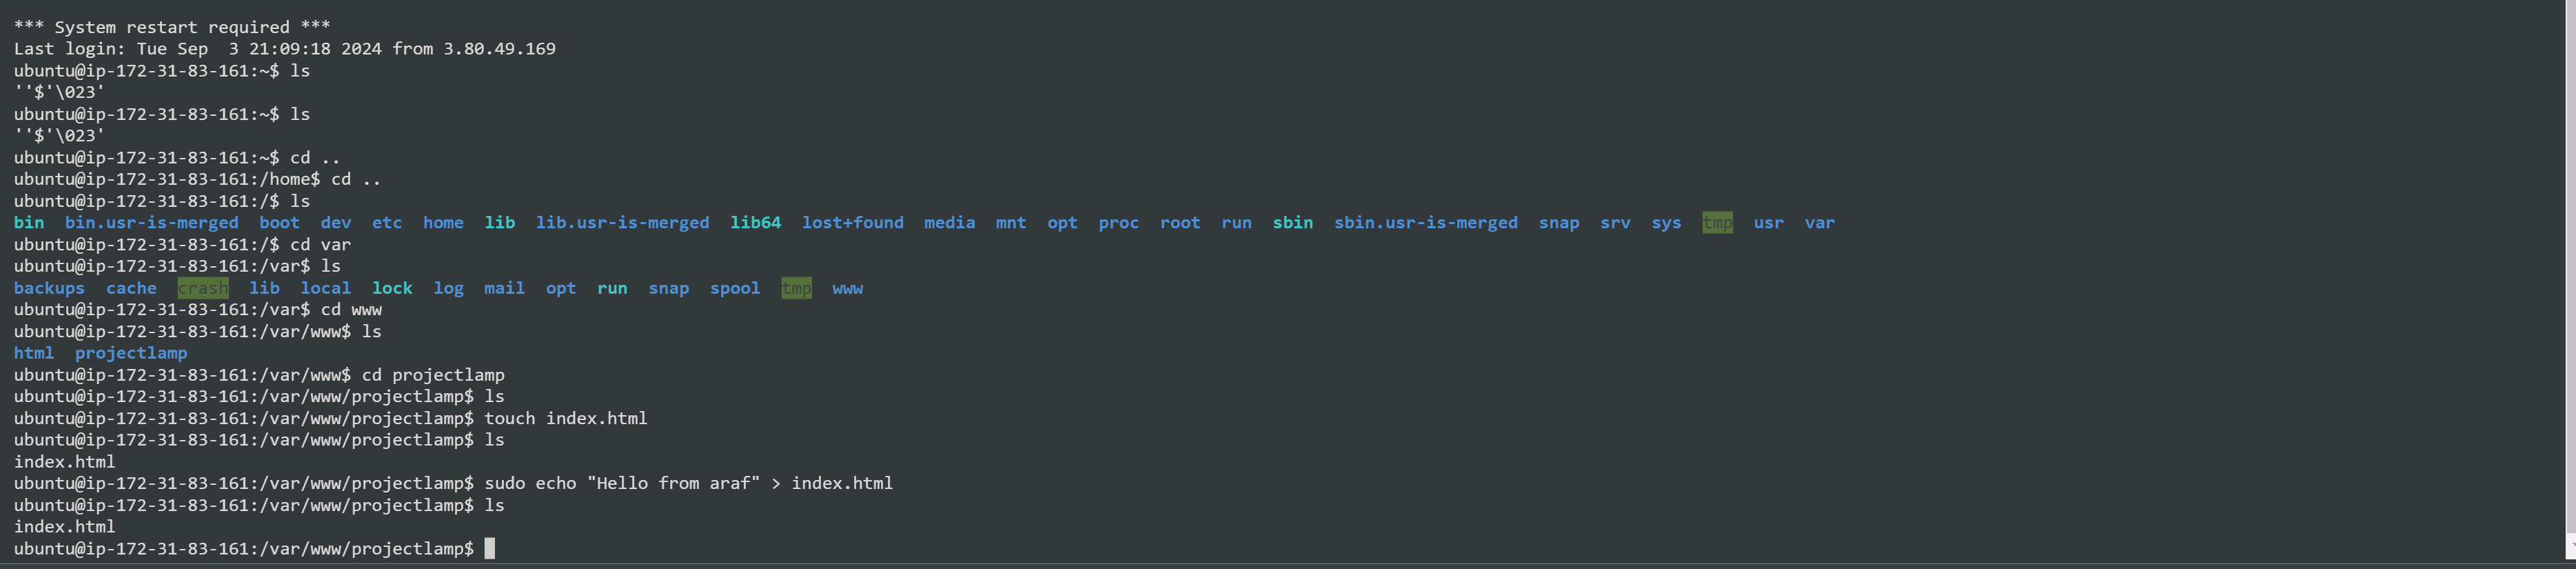 *** System restart required ***
Last login: Tue Sep  3 21:09:18 2024 from 3.80.49.169
ubuntu@ip-172-31-83-161:~$ ls
''$'\023'
ubuntu@ip-172-31-83-161:~$ ls
''$'\023'
ubuntu@ip-172-31-83-161:~$ cd ..
ubuntu@ip-172-31-83-161:/home$ cd ..
ubuntu@ip-172-31-83-161:/$ ls
bin  bin.usr-is-merged  boot  dev  etc  home  lib  lib.usr-is-merged  lib64  lost+found  media  mnt  opt  proc  root  run  sbin  sbin.usr-is-merged  snap  srv  sys  tmp  usr  var
ubuntu@ip-172-31-83-161:/$ cd var
ubuntu@ip-172-31-83-161:/var$ ls
backups  cache  crash  lib  local  lock  log  mail  opt  run  snap  spool  tmp  www
ubuntu@ip-172-31-83-161:/var$ cd www
ubuntu@ip-172-31-83-161:/var/www$ ls
html  projectlamp
ubuntu@ip-172-31-83-161:/var/www$ cd projectlamp
ubuntu@ip-172-31-83-161:/var/www/projectlamp$ ls
ubuntu@ip-172-31-83-161:/var/www/projectlamp$ touch index.html
ubuntu@ip-172-31-83-161:/var/www/projectlamp$ ls
index.html
ubuntu@ip-172-31-83-161:/var/www/projectlamp$ sudo echo "Hello from araf" > index.html
ubuntu@ip-172-31-83-161:/var/www/projectlamp$ ls
index.html
ubuntu@ip-172-31-83-161:/var/www/projectlamp$